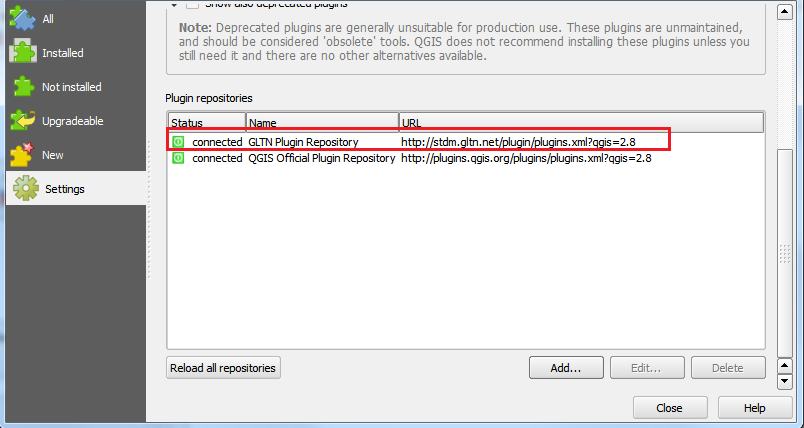 Show also deprecated plugins
Note: Deprecated plugins are generally unsuitable for production use. These plugins are unmaintained,
and should be considered 'obsolete' tools. QGIS does not recommend installing these plugins unless you
still need it and there are no other alternatives available.
All
Installed
Not installed
Upgradeable
New
Settings
Plugin repositories
Status Name URL
connected GLTN Plugin Repository http://stdm.gltn.net/plugin/plugins.xml?qgis=2.8
connected QGIS Official Plugin Repository http://plugins.qgis.org/plugins/plugins.xml?qgis=2.8
Reload all repositories Add... Edit... Delete
Close Help